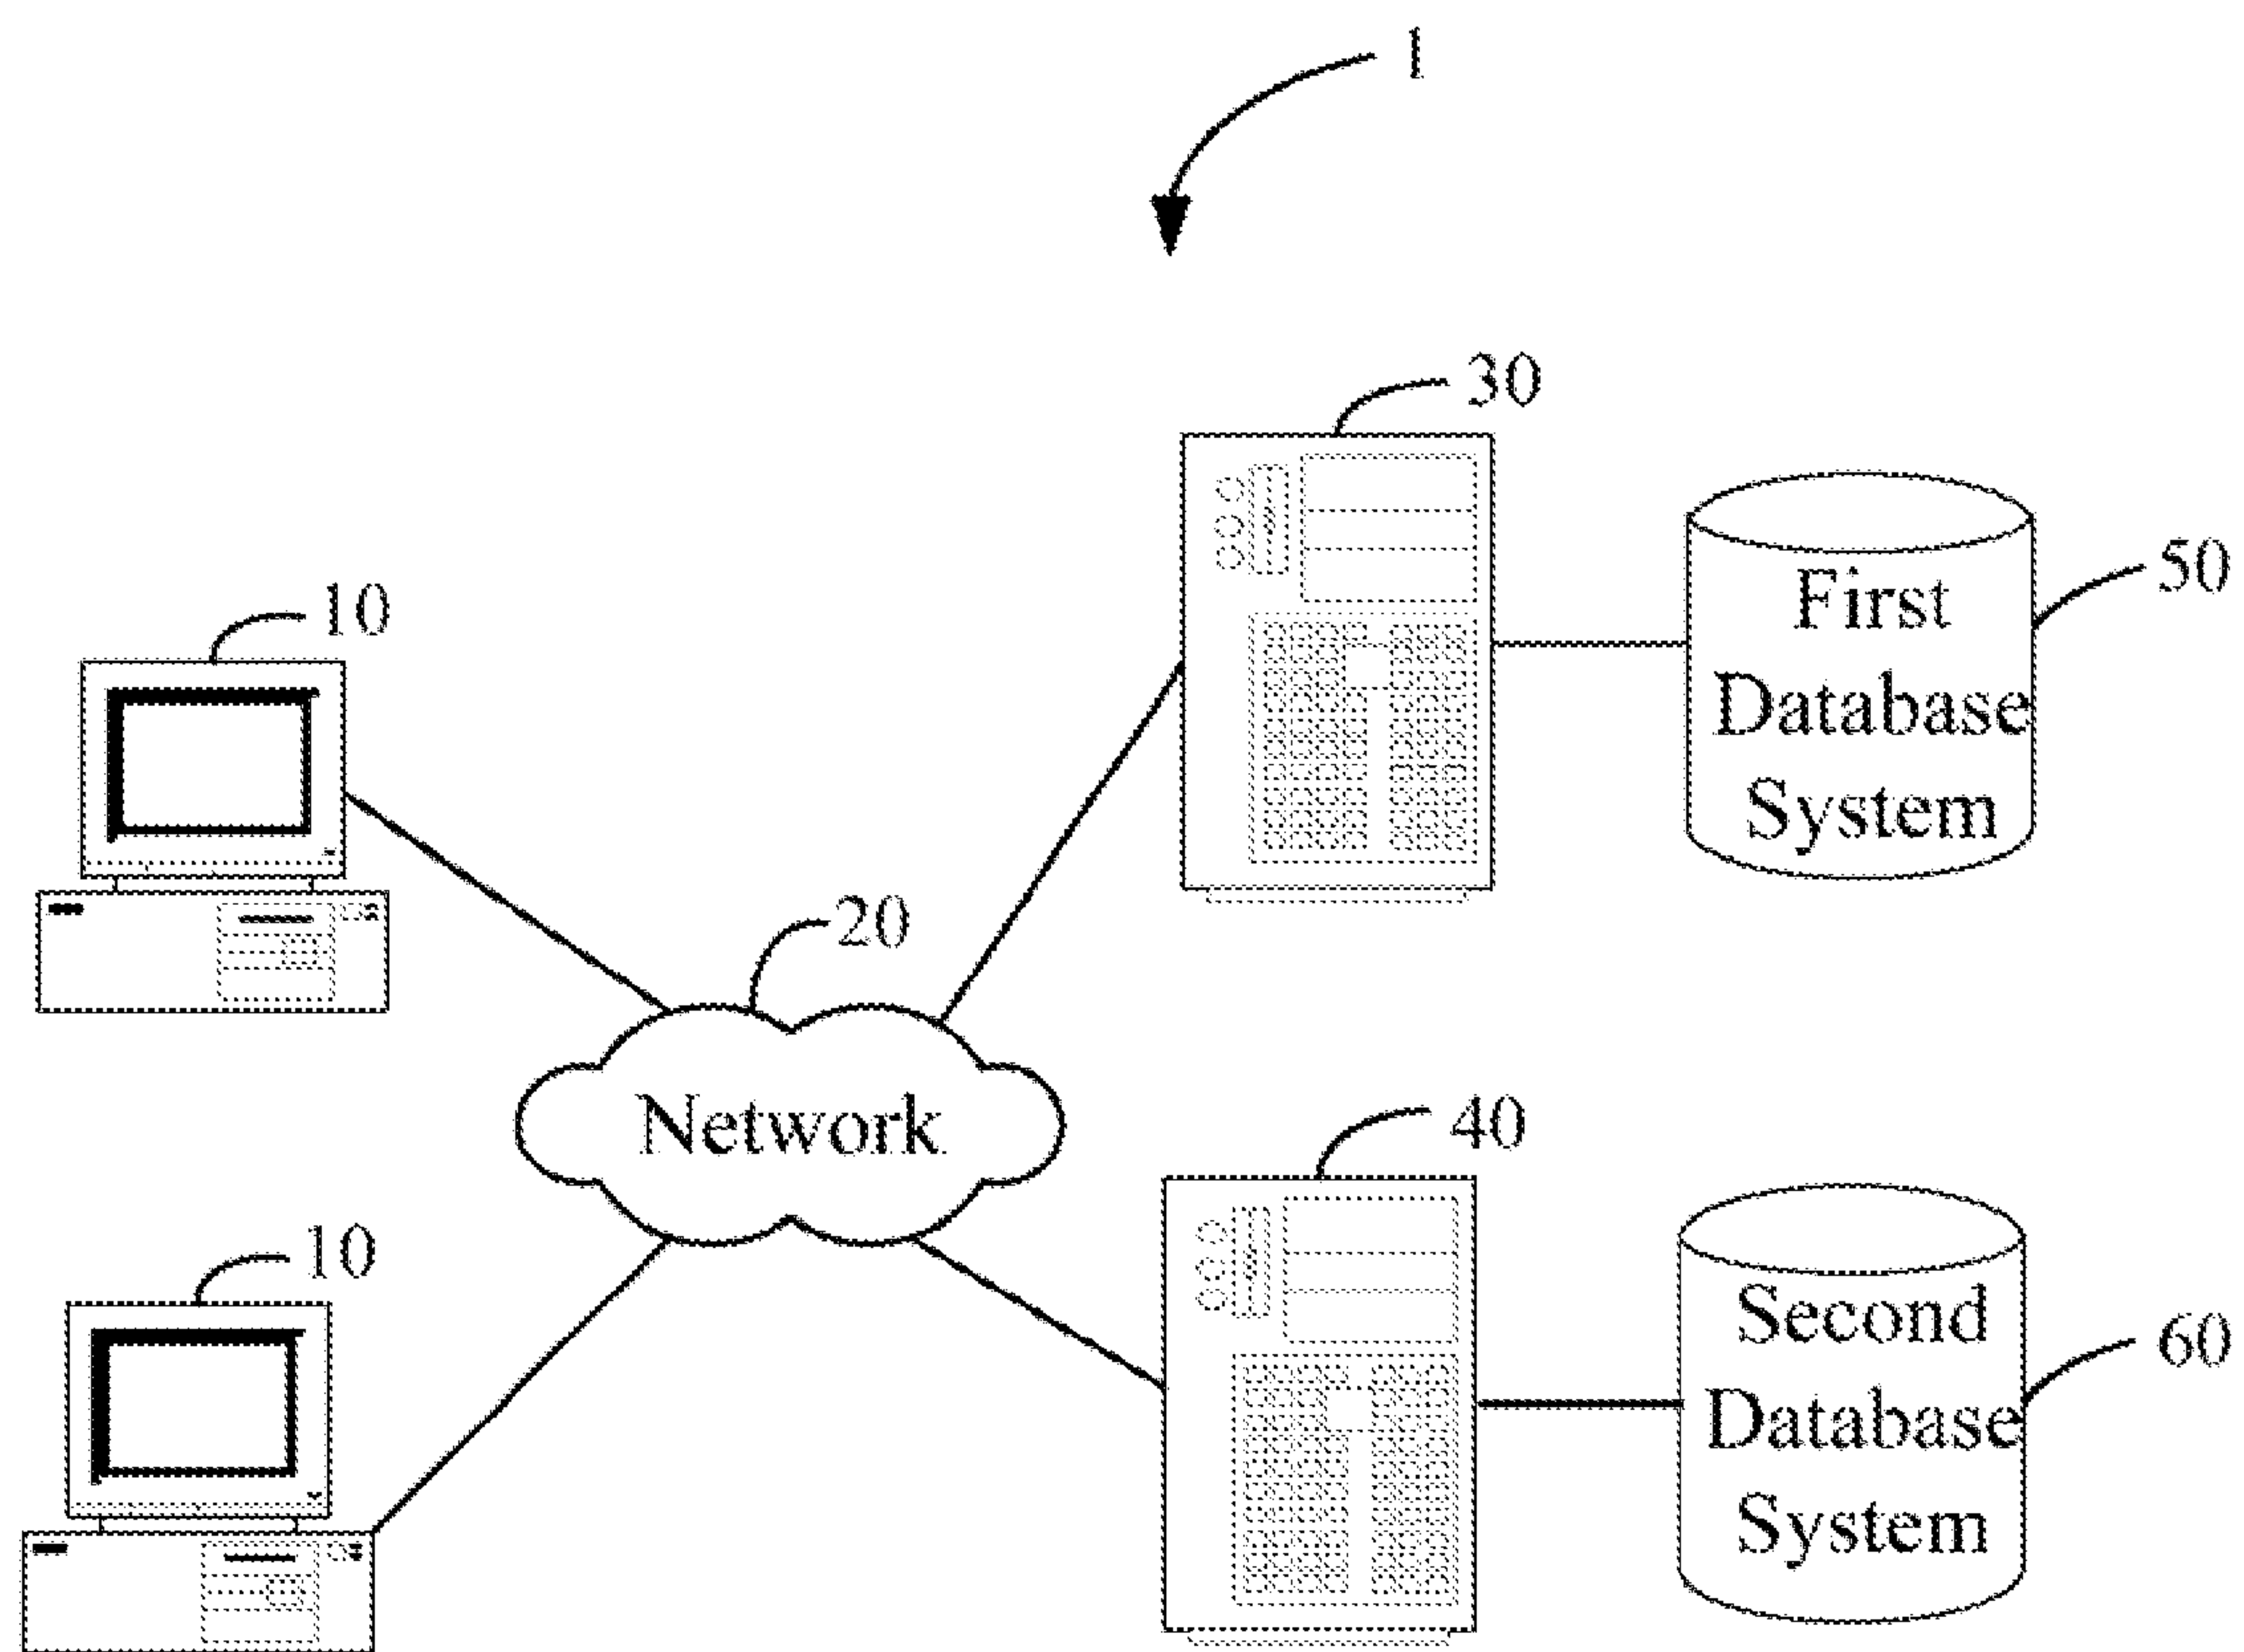 1
30
First
Database
System
50
10
20
Network
40
10
Second
Database
System
60